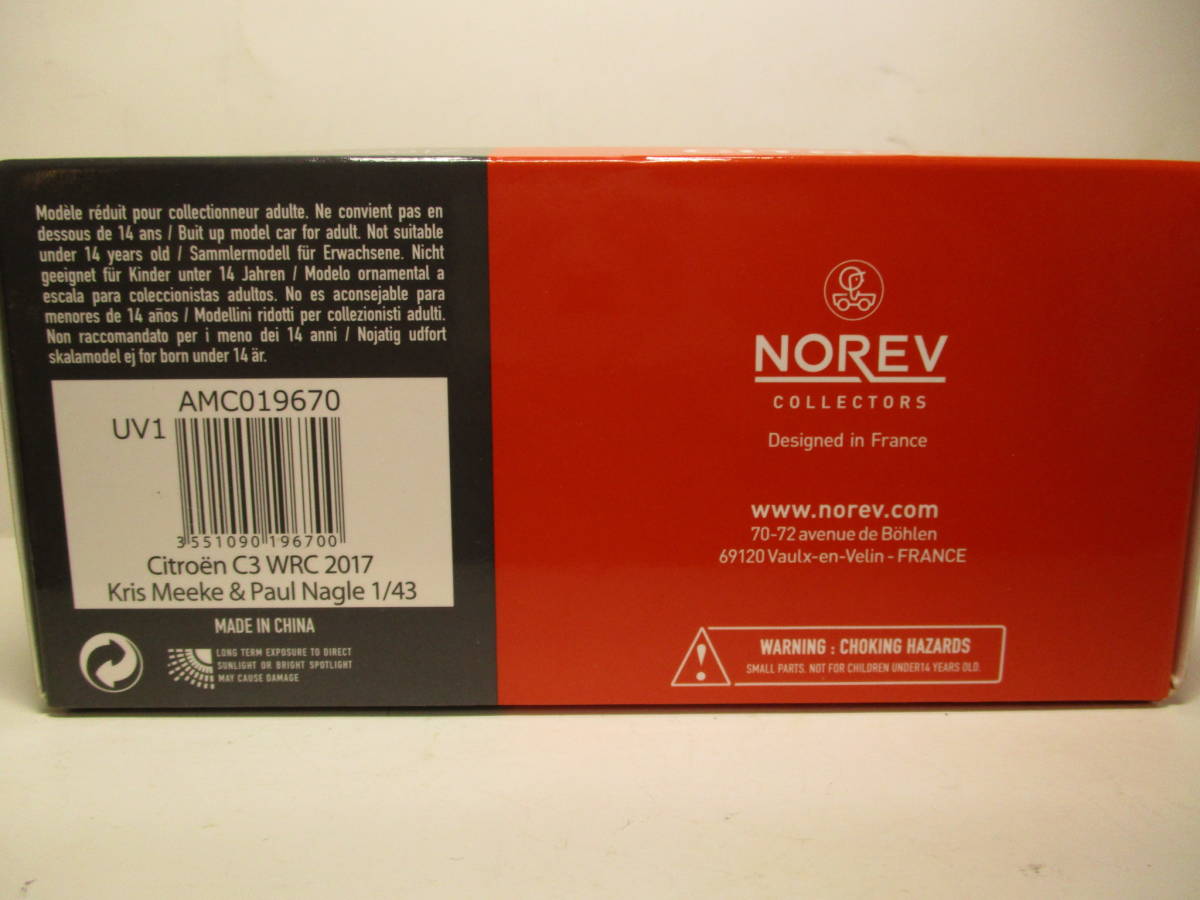 Modèle réduit pour collectionneur adulte. Ne convient pas en
dessous de 14 ans / Buit up model car for adult. Not suitable
under 14 years old / Sammlermodell für Erwachsene. Nicht
geeignet für Kinder unter 14 Jahren / Modelo ornamental a
escala para coleccionistas adultos. No es aconsejable para
menores de 14 años / Modellini ridotti per collezionisti adulti.
Non raccomandato per i meno dei 14 anni / Nojatig udfort
skalamodel ej for born under 14 är.
AMC019670
UV1
3 551090 196700
Citroën C3 WRC 2017
Kris Meeke & Paul Nagle 1/43
MADE IN CHINA
LONG TERM EXPOSURE TO DIRECT
SUNLIGHT OR BRIGHT SPOTLIGHT
MAY CAUSE DAMAGE
NOREV
COLLECTORS
Designed in France
www.norev.com
70-72 avenue de Böhlen
69120 Vaulx-en-Velin - FRANCE
WARNING : CHOKING HAZARDS
SMALL PARTS. NOT FOR CHILDREN UNDER14 YEARS OLD.